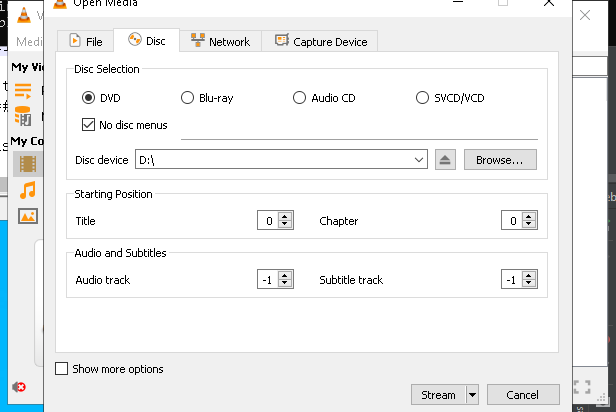 Open Media
Medi
File
Disc
Network
Capture Device
My Vi
Disc Selection
DVD
Blu-ray
Audio CD
SVCD/VCD
No disc menus
My Co
Disc device
D:\
Browse...
Starting Position
Title
0
Chapter
0
Audio and Subtitles
Audio track
-1
Subtitle track
-1
Show more options
Stream
Cancel